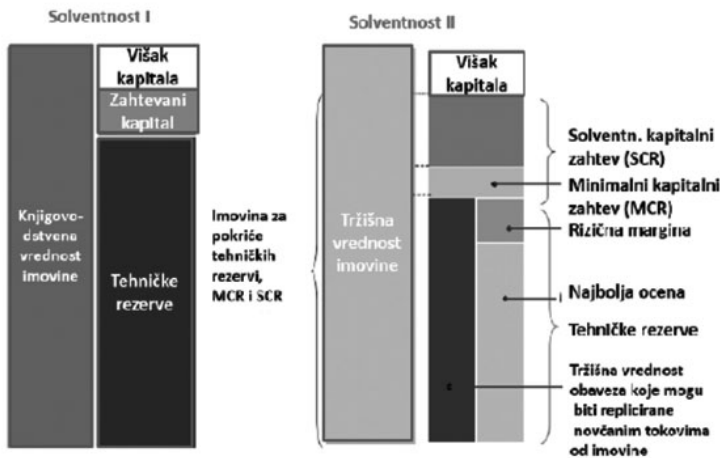 Solventnost I
Višak
kapitala
Zahtevani
kapital
Knjigovo-
dstvena
vrednost
imovine
Tehničke
rezerve
Solventnost II
Imovina za
pokriće
tehničkih
rezervi,
MCR i SCR
Tržišna
vrednost
imovine
Višak
kapitala
Solventn. kapitalni
zahtev (SCR)
Minimalni kapitalni
zahtev (MCR)
Rizična margina
Najbolja ocena
Tehničke rezerve
Tržišna vrednost
obaveza koje mogu
biti replicirane
novčanim tokovima
od imovine